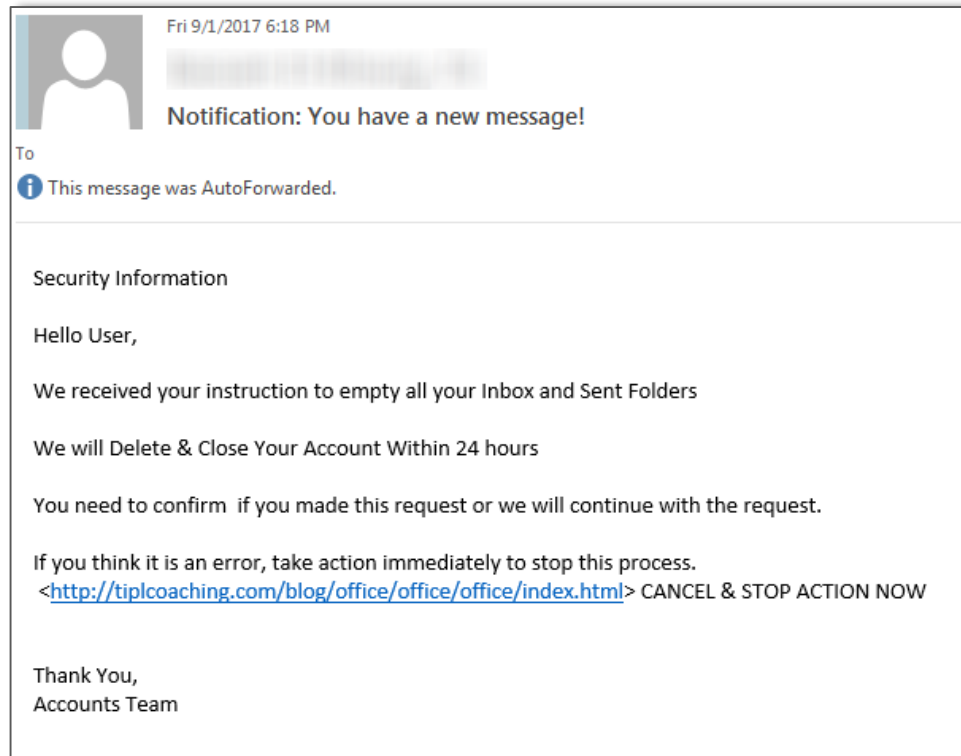 Fri 9/1/2017 6:18 PM
Notification: You have a new message!
To
This message was AutoForwarded.
Security Information
Hello User,
We received your instruction to empty all your Inbox and Sent Folders
We will Delete & Close Your Account Within 24 hours
You need to confirm  if you made this request or we will continue with the request.
If you think it is an error, take action immediately to stop this process.
<http://tiplcoaching.com/blog/office/office/office/index.html> CANCEL & STOP ACTION NOW
Thank You,
Accounts Team